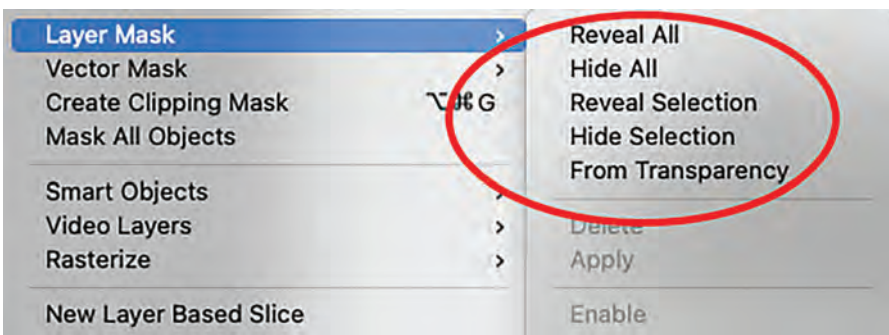 Layer Mask >
Vector Mask >
Create Clipping Mask ⌥⌘G
Mask All Objects
Smart Objects >
Video Layers >
Rasterize >
New Layer Based Slice
Reveal All
Hide All
Reveal Selection
Hide Selection
From Transparency
Delete
Apply
Enable